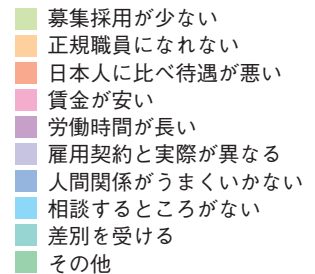 募集採用が少ない
正規職員になれない
日本人に比べ待遇が悪い
賃金が安い
労働時間が長い
雇用契約と実際が異なる
人間関係がうまくいかない
相談するところがない
差別を受ける
その他